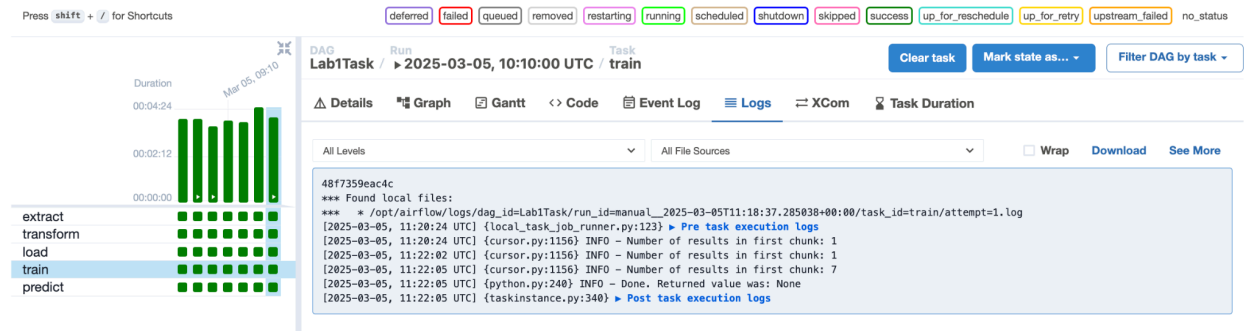 Press shift + / for Shortcuts
deferred failed queued removed restarting running scheduled shutdown skipped success up_for_reschedule up_for_retry upstream_failed no_status
Duration
Mar 05, 09:10
00:04:24
00:02:12
00:00:00
extract
transform
load
train
predict
DAG Run Task
Lab1Task / ▸ 2025-03-05, 10:10:00 UTC / train
Clear task Mark state as... Filter DAG by task
Details Graph Gantt <> Code Event Log Logs XCom Task Duration
All Levels All File Sources Wrap Download See More
48f7359eac4c
*** Found local files:
***   * /opt/airflow/logs/dag_id=Lab1Task/run_id=manual__2025-03-05T11:18:37.285038+00:00/task_id=train/attempt=1.log
[2025-03-05, 11:20:24 UTC] {local_task_job_runner.py:123} ▶ Pre task execution logs
[2025-03-05, 11:20:24 UTC] {cursor.py:1156} INFO - Number of results in first chunk: 1
[2025-03-05, 11:22:02 UTC] {cursor.py:1156} INFO - Number of results in first chunk: 1
[2025-03-05, 11:22:05 UTC] {cursor.py:1156} INFO - Number of results in first chunk: 7
[2025-03-05, 11:22:05 UTC] {python.py:240} INFO - Done. Returned value was: None
[2025-03-05, 11:22:05 UTC] {taskinstance.py:340} ▶ Post task execution logs